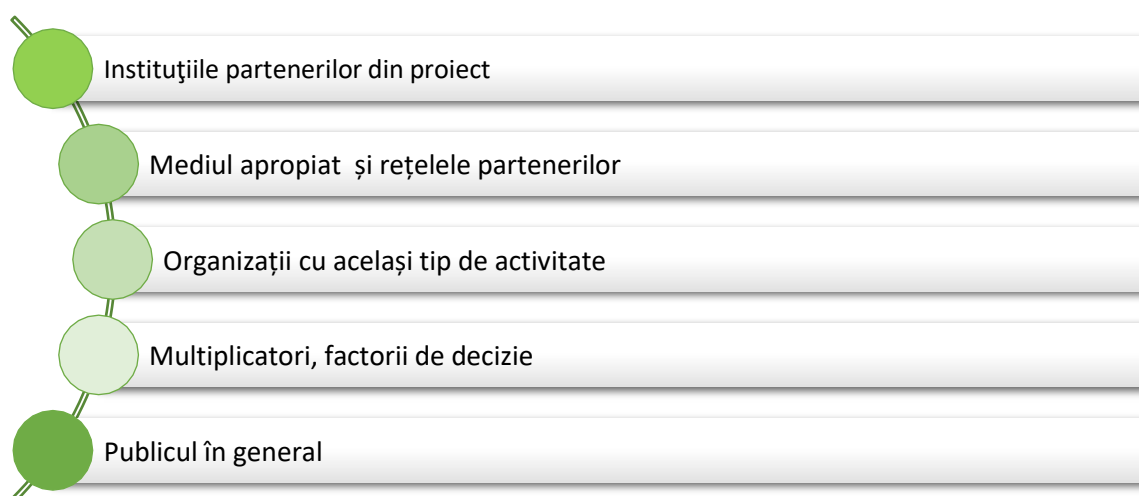 Instituţiile partenerilor din proiect
Mediul apropiat și rețelele partenerilor
Organizații cu același tip de activitate
Multiplicatori, factorii de decizie
Publicul în general